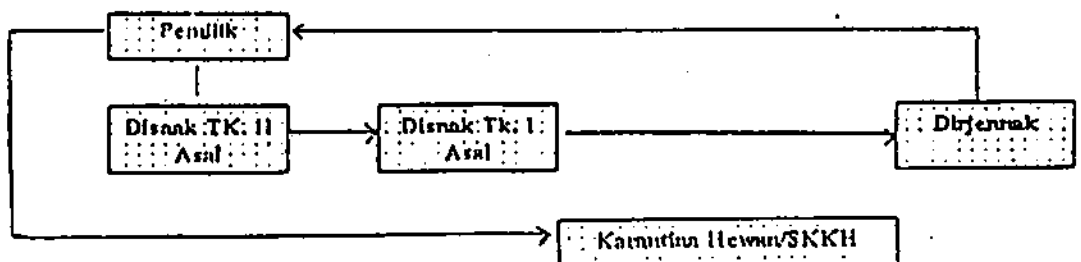 Pemilik
Disnak TK. II
Asal
Disnak Tk. I
Asal
Dirjennak
Karantina Hewan/SKKH